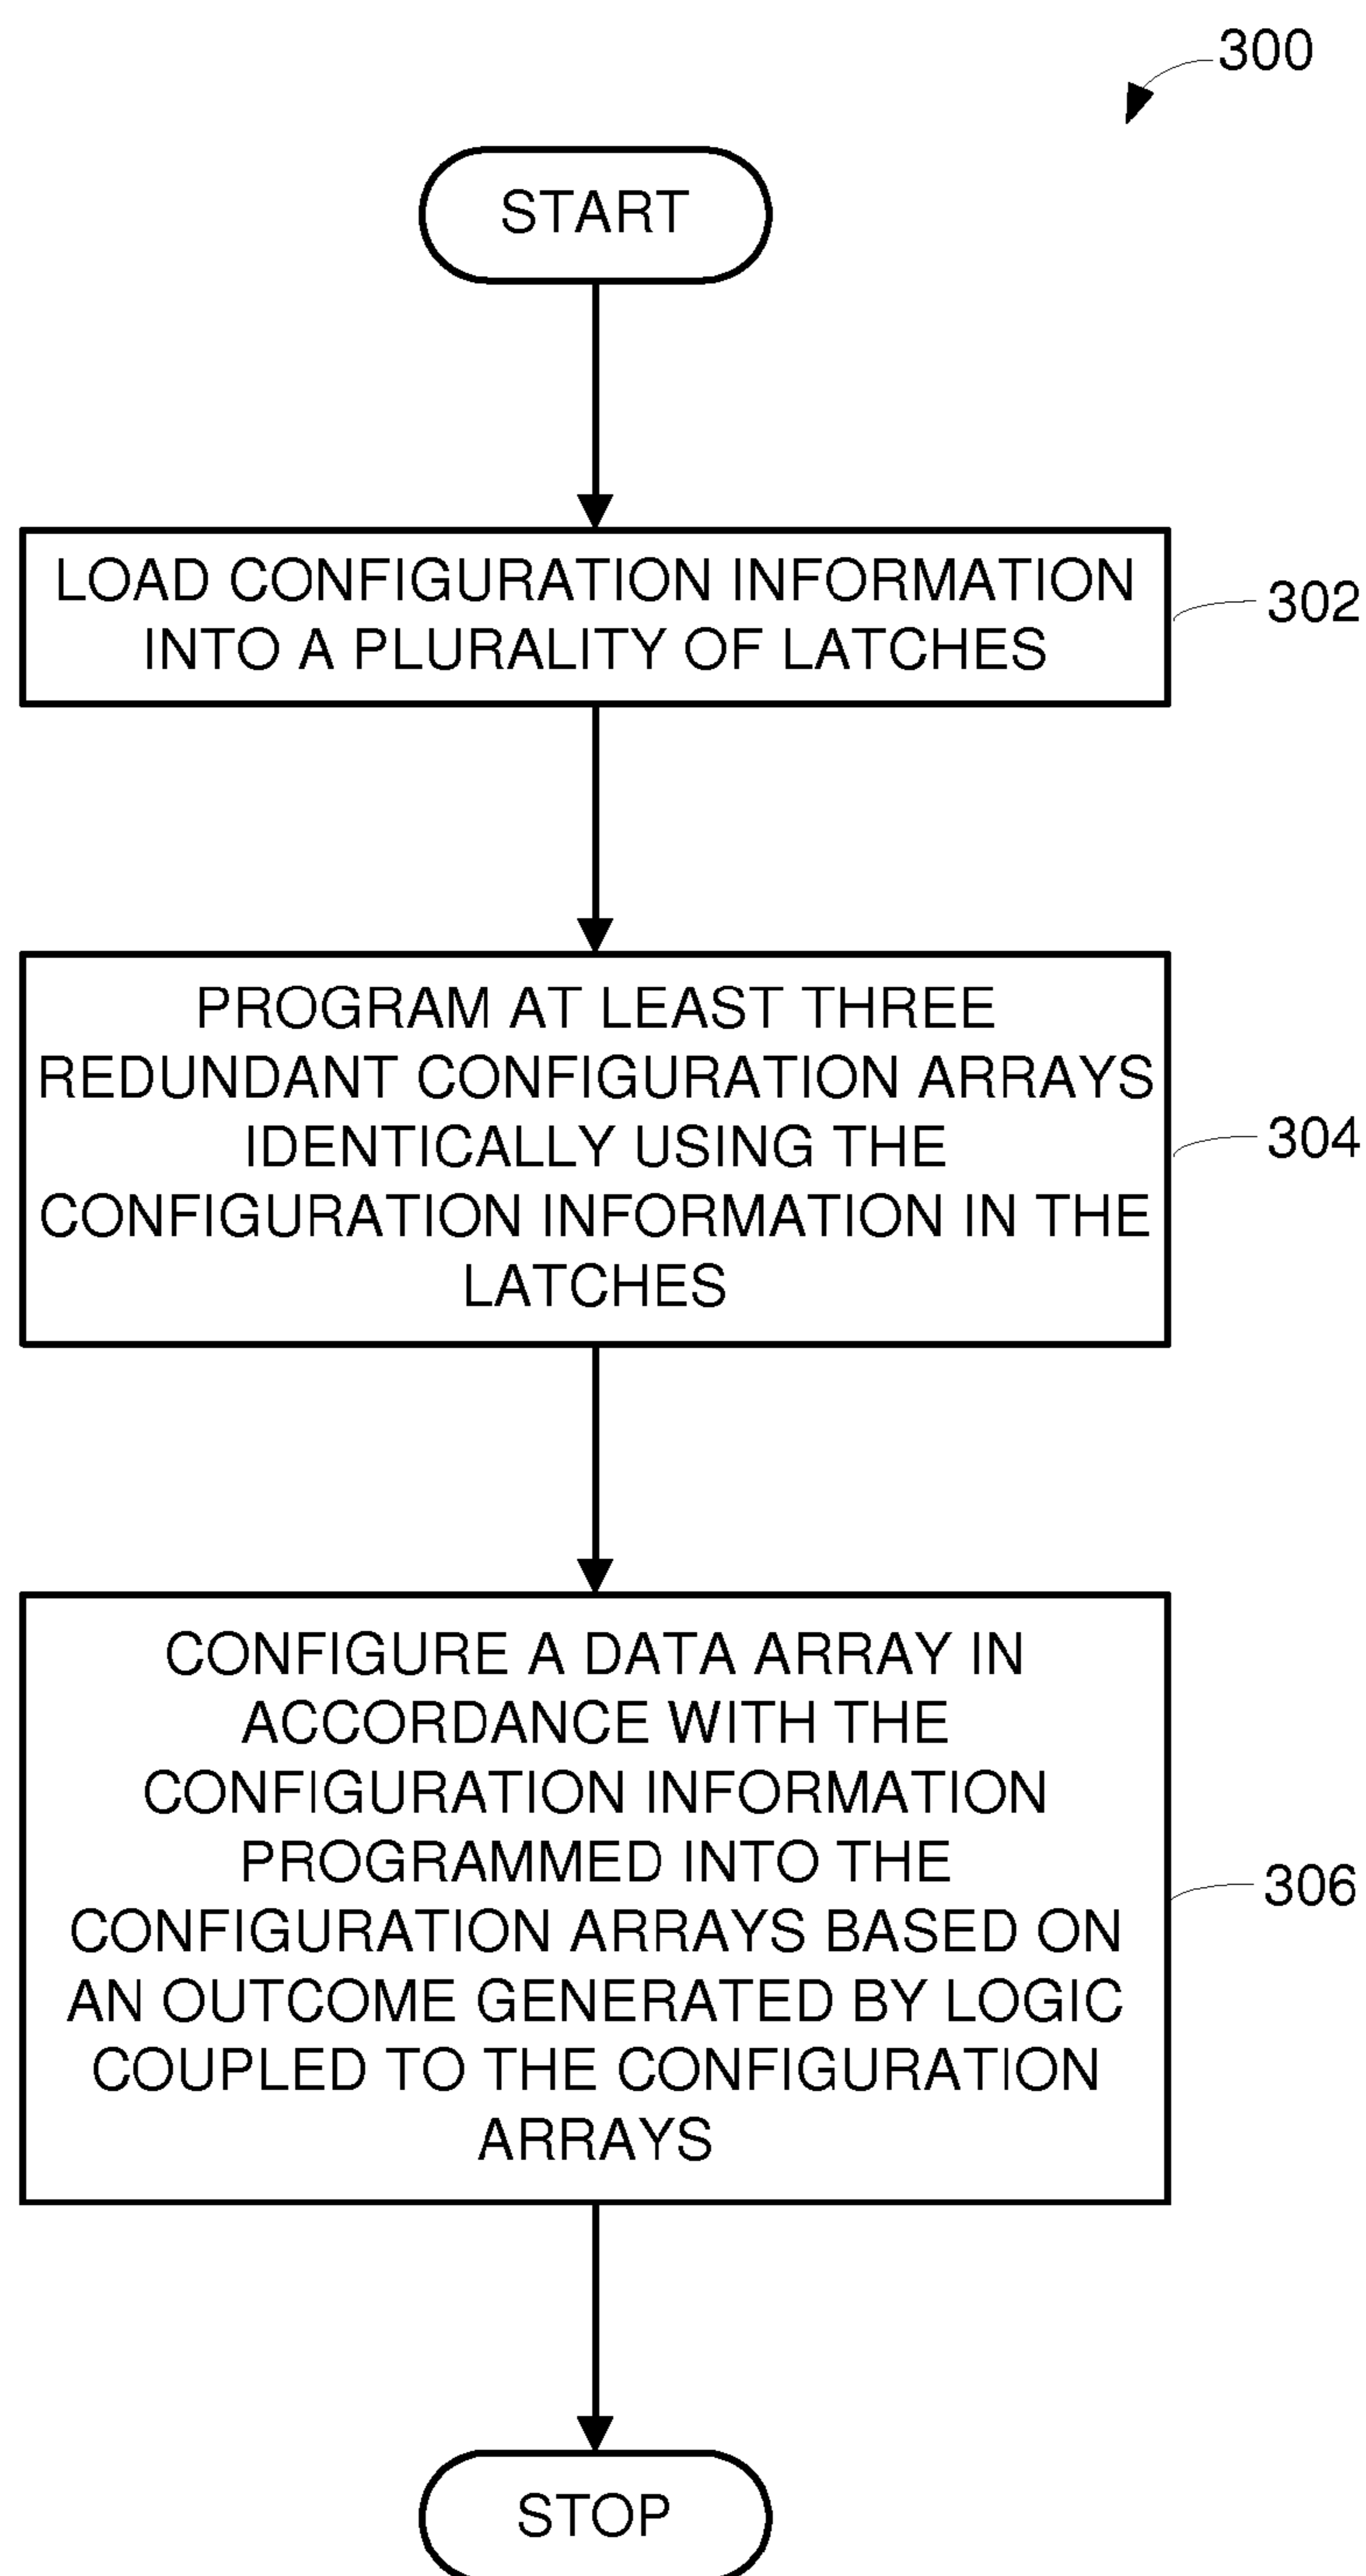 300
START
LOAD CONFIGURATION INFORMATION
INTO A PLURALITY OF LATCHES
302
PROGRAM AT LEAST THREE
REDUNDANT CONFIGURATION ARRAYS
IDENTICALLY USING THE
CONFIGURATION INFORMATION IN THE
LATCHES
304
CONFIGURE A DATA ARRAY IN
ACCORDANCE WITH THE
CONFIGURATION INFORMATION
PROGRAMMED INTO THE
CONFIGURATION ARRAYS BASED ON
AN OUTCOME GENERATED BY LOGIC
COUPLED TO THE CONFIGURATION
ARRAYS
306
STOP